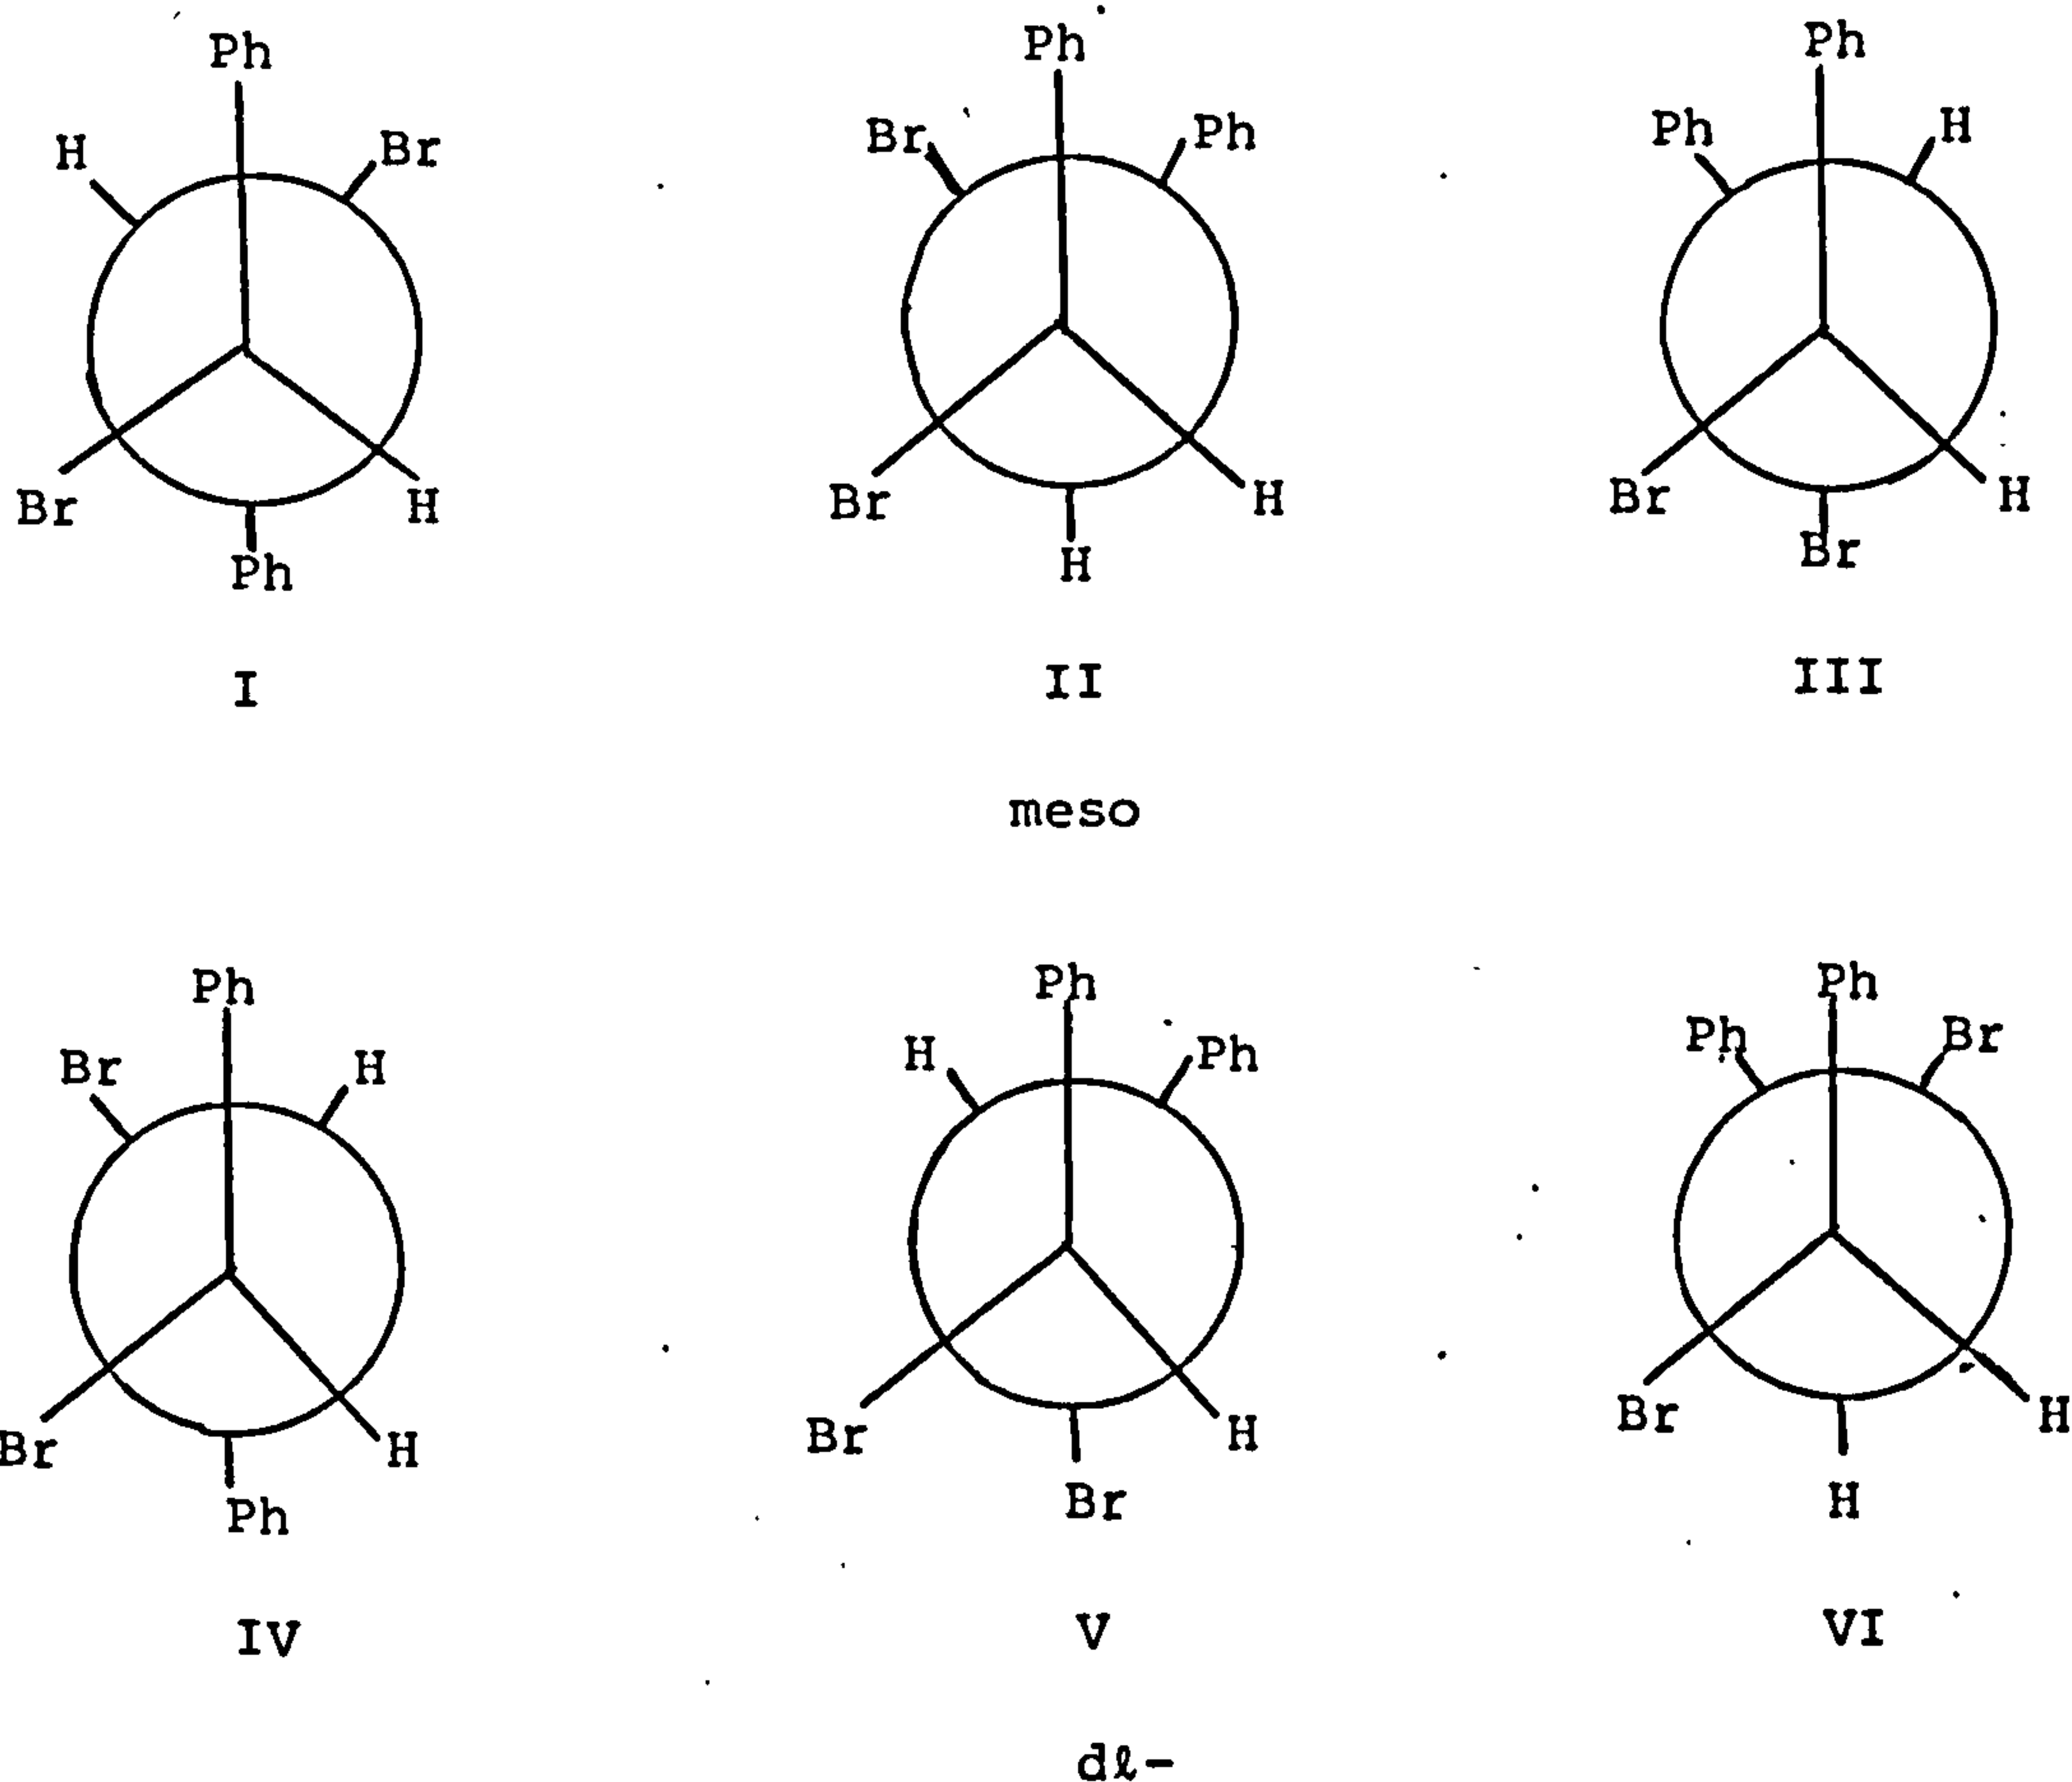 Ph Ph Ph
H Br Br Ph Ph H
Br H Br H Br H
Ph H Br
I II III
meso
Ph Ph Ph
Br H H Ph Ph Br
Br H Br H Br H
Ph Br H
IV V VI
dℓ-